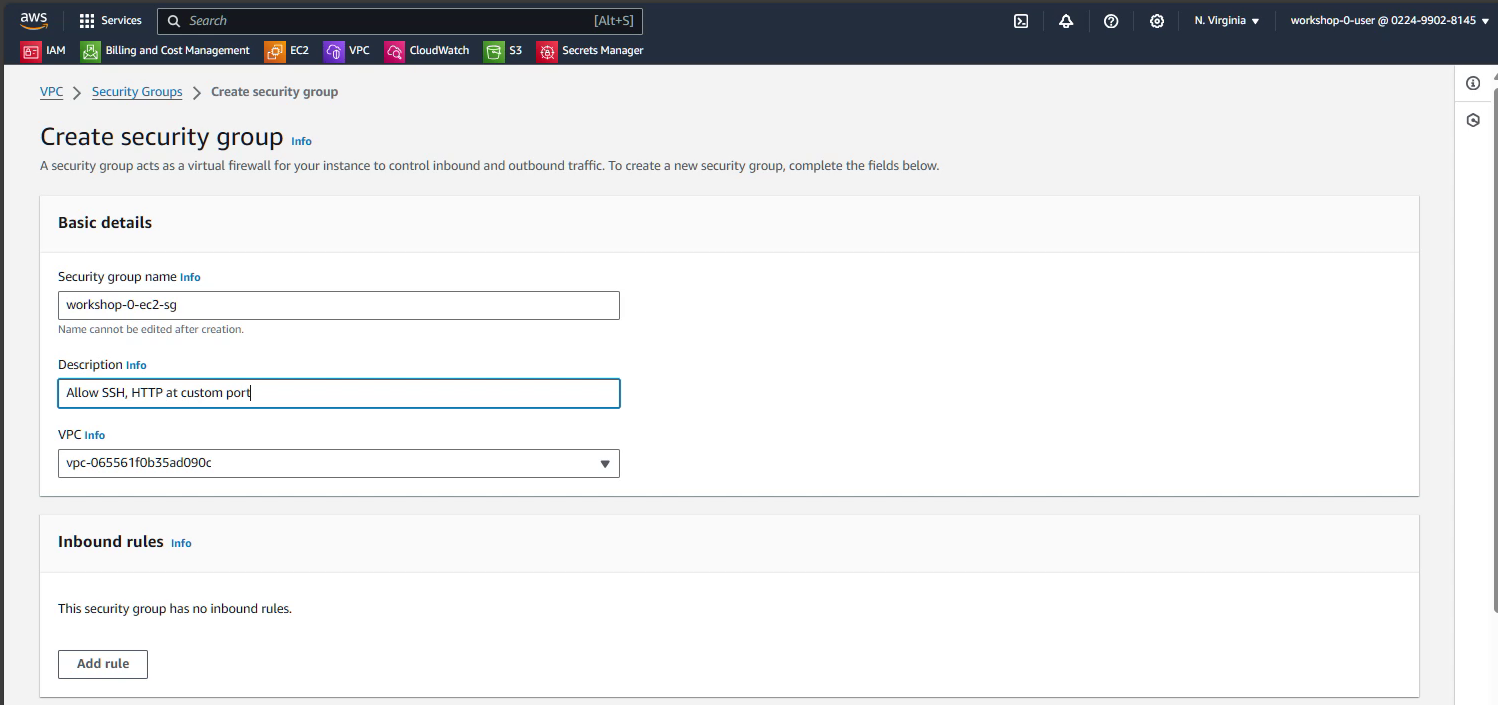 aws Services Search [Alt+S] N. Virginia workshop-0-user @ 0224-9902-8145
IAM Billing and Cost Management EC2 VPC CloudWatch S3 Secrets Manager
VPC Security Groups Create security group
Create security group Info
A security group acts as a virtual firewall for your instance to control inbound and outbound traffic. To create a new security group, complete the fields below.
Basic details
Security group name Info
workshop-0-ec2-sg
Name cannot be edited after creation.
Description Info
Allow SSH, HTTP at custom port
VPC Info
vpc-065561f0b35ad090c
Inbound rules Info
This security group has no inbound rules.
Add rule